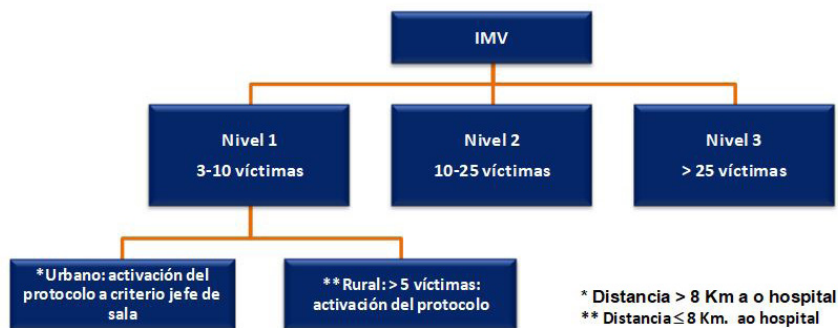 IMV
Nivel 1
3-10 víctimas
Nivel 2
10-25 víctimas
Nivel 3
> 25 víctimas
*Urbano: activación del
protocolo a criterio jefe de
sala
**Rural: > 5 víctimas:
activación del protocolo
* Distancia > 8 Km a o hospital
** Distancia ≤ 8 Km. ao hospital